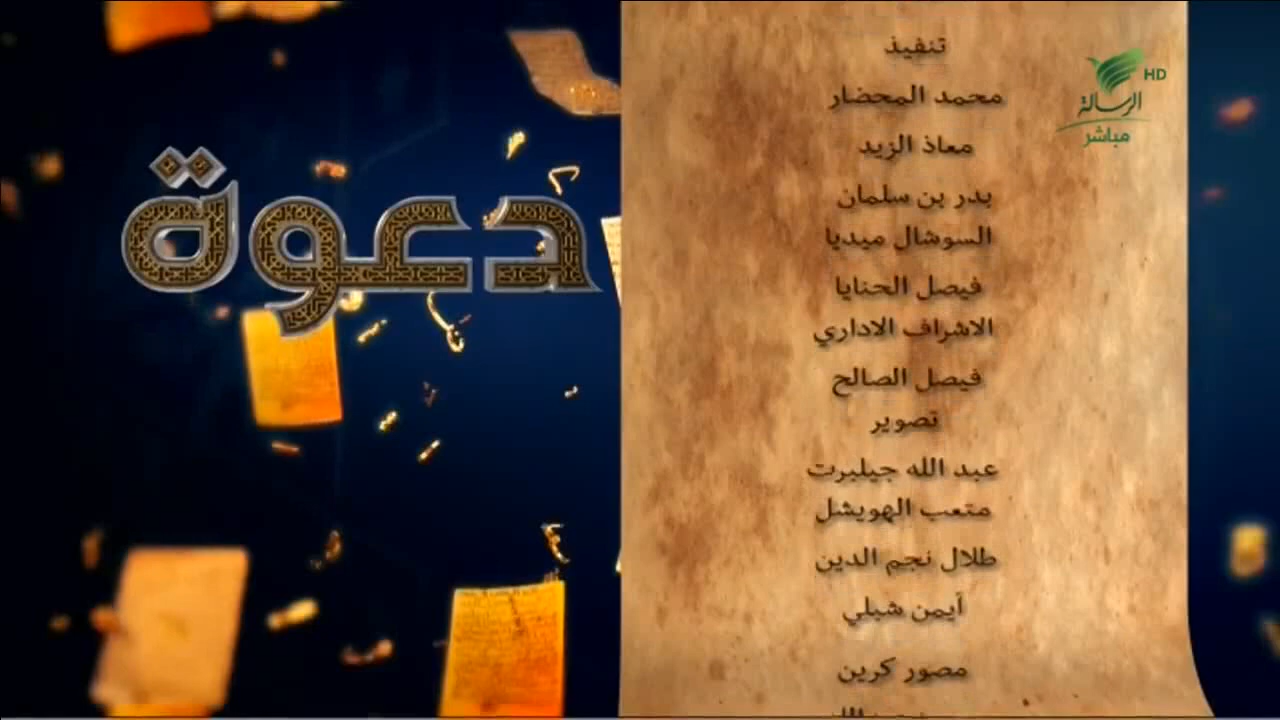 دعوة
تنفيذ
محمد المحضار
معاذ الزيد
بدر بن سلمان
السوشال ميديا
فيصل الحنايا
الاشراف الاداري
فيصل الصالح
تصوير
عبد الله جيلبرت
متعب الهويشل
طلال نجم الدين
أيمن شبلي
مصور كرين
الرسالة HD
مباشر